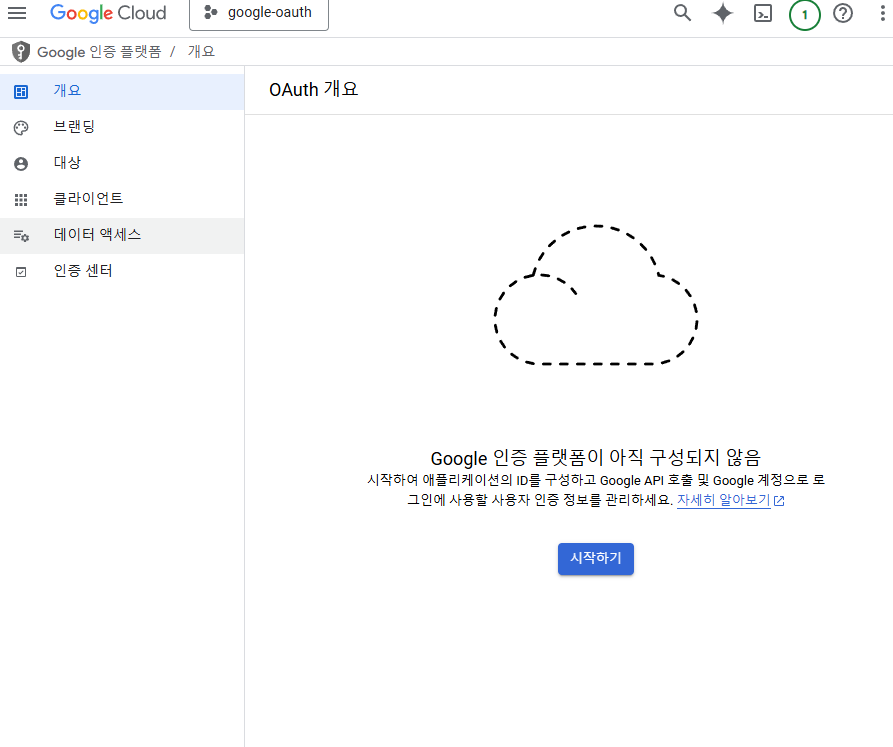 Google Cloud
google-oauth
1
Google 인증 플랫폼 / 개요
개요
브랜딩
대상
클라이언트
데이터 액세스
인증 센터
OAuth 개요
Google 인증 플랫폼이 아직 구성되지 않음
시작하여 애플리케이션의 ID를 구성하고 Google API 호출 및 Google 계정으로 로
그인에 사용할 사용자 인증 정보를 관리하세요. 자세히 알아보기
시작하기